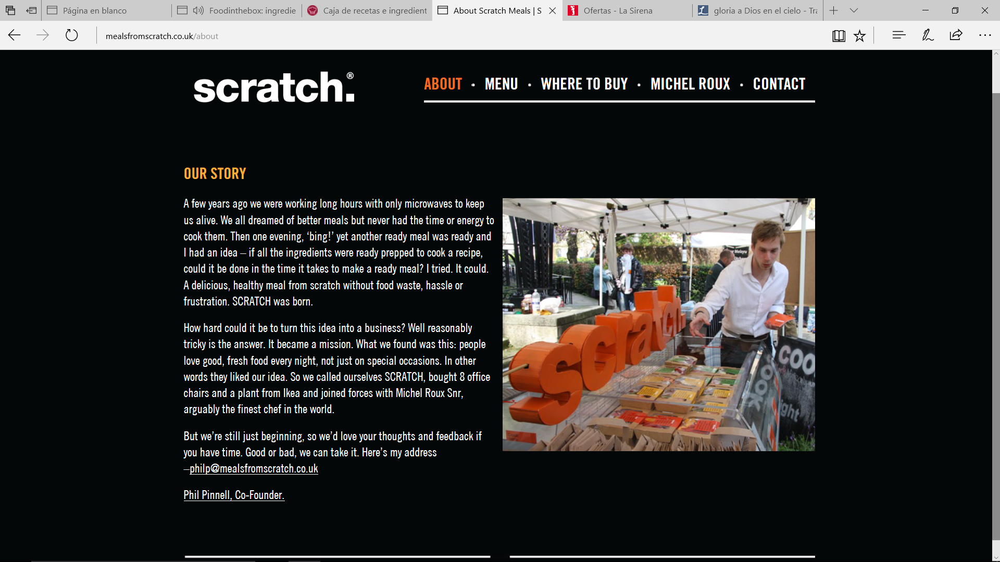 Página en blanco
Foodinthebox: ingredie
Caja de recetas e ingredient
About Scratch Meals | S
Ofertas - La Sirena
gloria a Dios en el cielo - Tra
mealsfromscratch.co.uk/about
scratch.®
ABOUT • MENU • WHERE TO BUY • MICHEL ROUX • CONTACT
OUR STORY
A few years ago we were working long hours with only microwaves to keep
us alive. We all dreamed of better meals but never had the time or energy to
cook them. Then one evening, ‘bing!’ yet another ready meal was ready and
I had an idea – if all the ingredients were ready prepped to cook a recipe,
could it be done in the time it takes to make a ready meal? I tried. It could.
A delicious, healthy meal from scratch without food waste, hassle or
frustration. SCRATCH was born.
How hard could it be to turn this idea into a business? Well reasonably
tricky is the answer. It became a mission. What we found was this: people
love good, fresh food every night, not just on special occasions. In other
words they liked our idea. So we called ourselves SCRATCH, bought 8 office
chairs and a plant from Ikea and joined forces with Michel Roux Snr,
arguably the finest chef in the world.
But we’re still just beginning, so we’d love your thoughts and feedback if
you have time. Good or bad, we can take it. Here’s my address
–philp@mealsfromscratch.co.uk
Phil Pinnell, Co-Founder.
Melayu
scratch.
COO